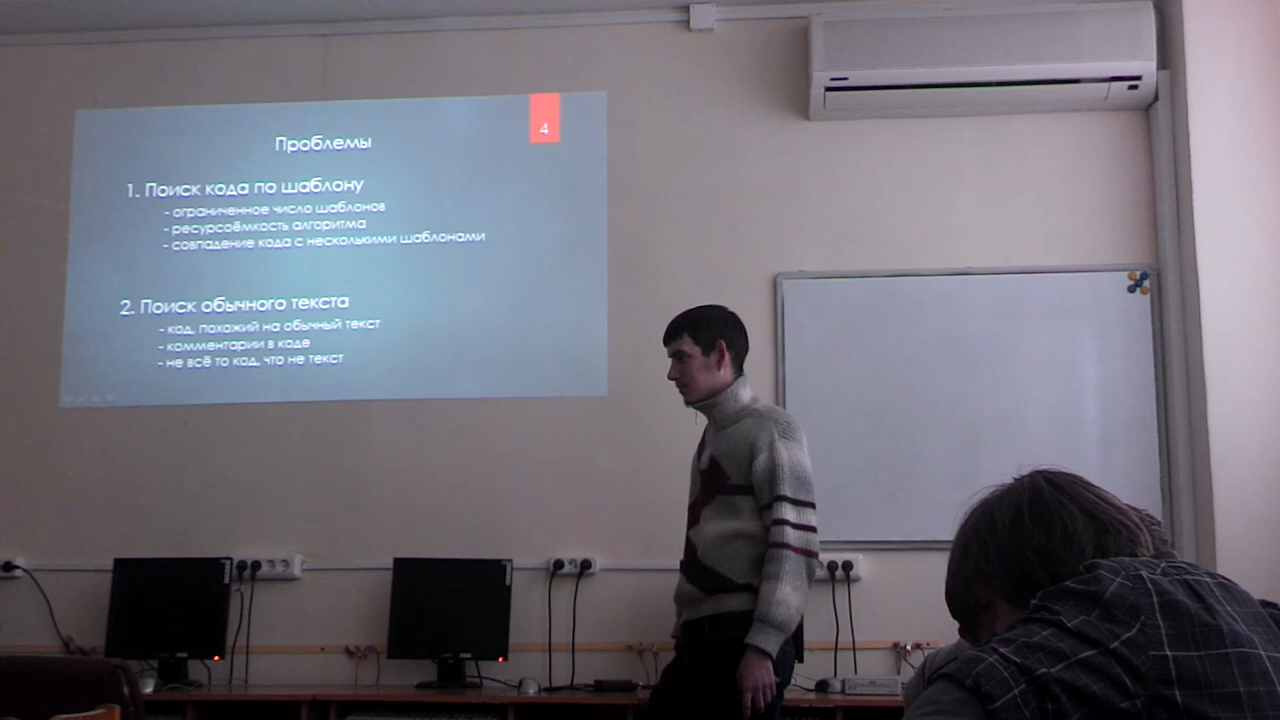 4
Проблемы
1. Поиск кода по шаблону
- ограниченное число шаблонов
- ресурсоёмкость алгоритма
- совпадение кода с несколькими шаблонами
2. Поиск обычного текста
- код, похожий на обычный текст
- комментарии в коде
- не всё то код, что не текст